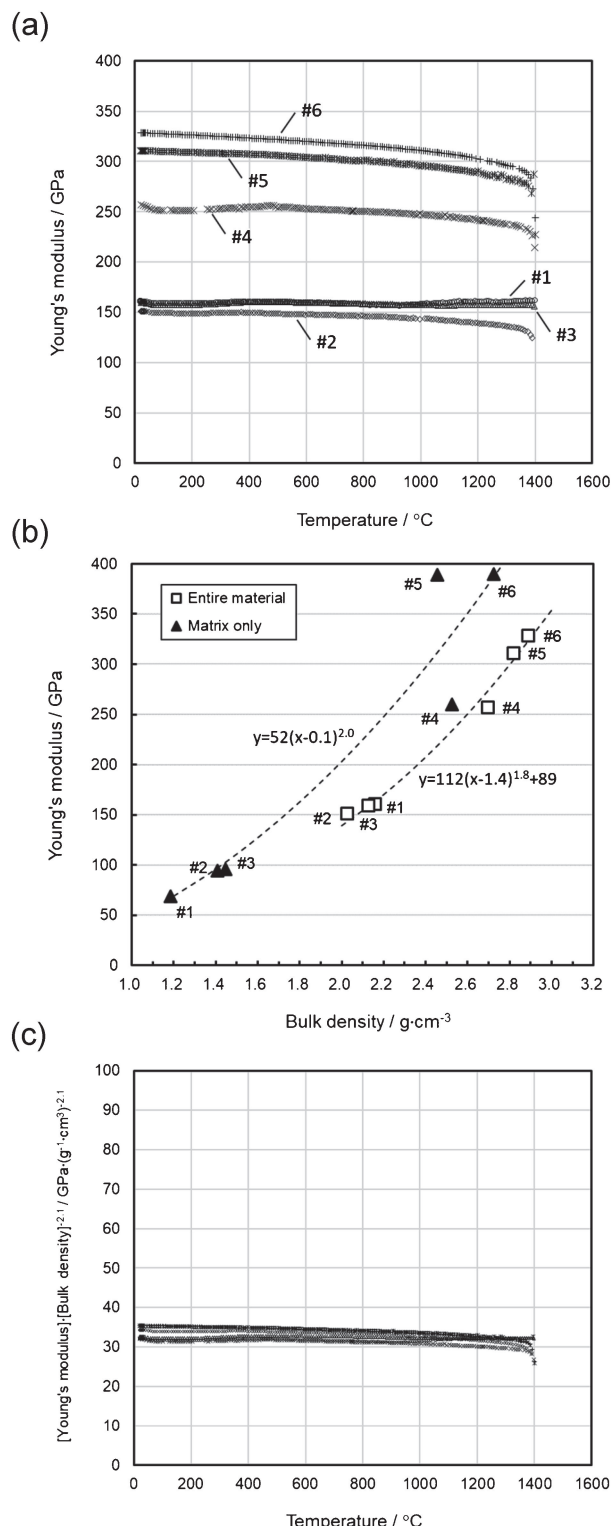 (a)
400
350
300
250
200
150
100
50
0
Young's modulus / GPa
#6
#5
#4
#1
#3
#2
0 200 400 600 800 1000 1200 1400 1600
Temperature / °C
(b)
400
350
300
250
200
150
100
50
0
Young's modulus / GPa
Entire material
Matrix only
#5
#6
#6
#5
#4
#4
y=52(x-0.1)^2.0
y=112(x-1.4)^1.8+89
#2
#1
#3
#2
#3
#1
1.0 1.2 1.4 1.6 1.8 2.0 2.2 2.4 2.6 2.8 3.0 3.2
Bulk density / g·cm^-3
(c)
100
90
80
70
60
50
40
30
20
10
0
[Young's modulus]·[Bulk density]^-2.1 / GPa·(g^-1·cm^3)^-2.1
0 200 400 600 800 1000 1200 1400 1600
Temperature / °C